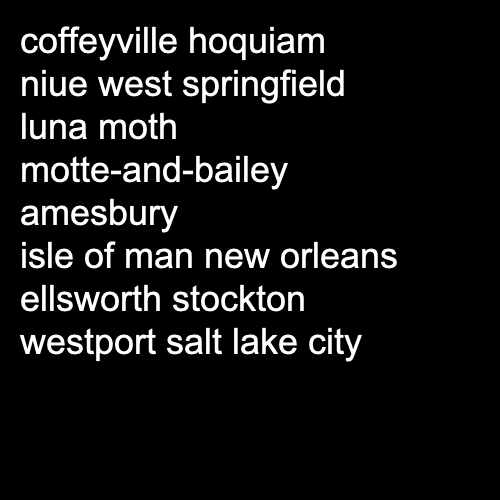 coffeyville hoquiam
niue west springfield
luna moth
motte-and-bailey
amesbury
isle of man new orleans
ellsworth stockton
westport salt lake city